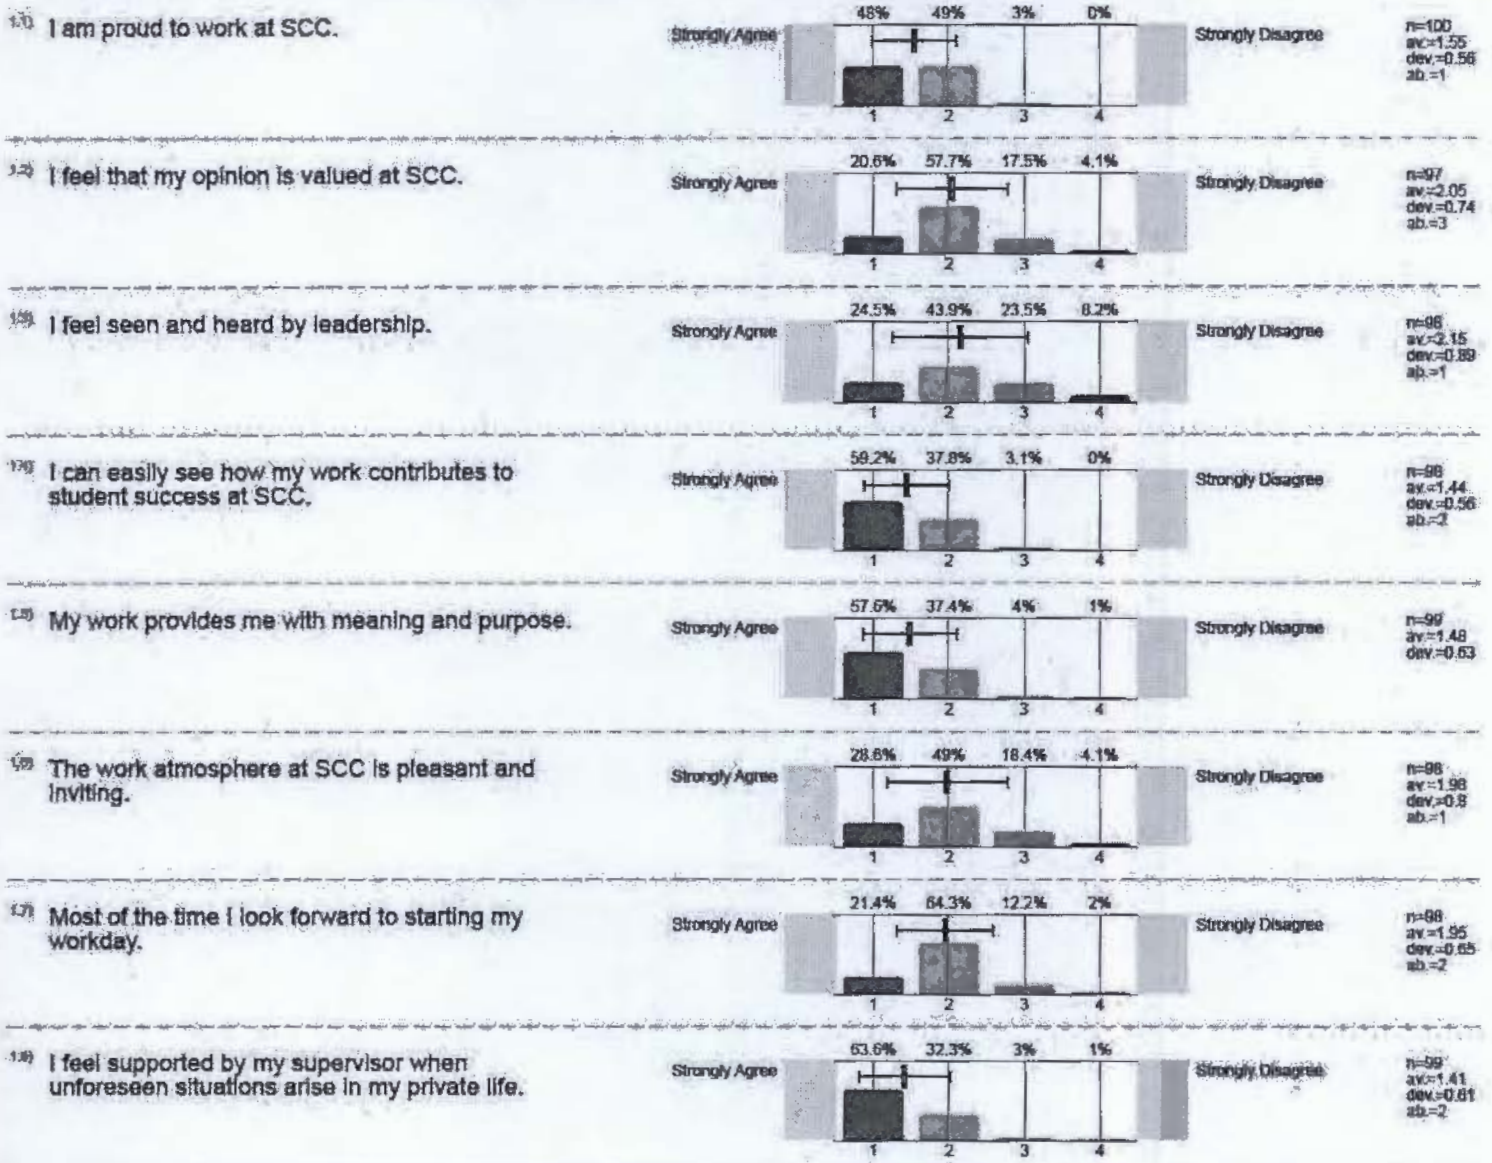 1.1) I am proud to work at SCC.
48% 49% 3% 0%
Strongly Agree Strongly Disagree
n=100
av.=1.55
dev.=0.56
ab.=1
1 2 3 4
1.2) I feel that my opinion is valued at SCC.
20.6% 57.7% 17.5% 4.1%
Strongly Agree Strongly Disagree
n=97
av.=2.05
dev.=0.74
ab.=3
1 2 3 4
1.3) I feel seen and heard by leadership.
24.5% 43.9% 23.5% 8.2%
Strongly Agree Strongly Disagree
n=98
av.=2.15
dev.=0.89
ab.=1
1 2 3 4
1.4) I can easily see how my work contributes to
student success at SCC.
59.2% 37.8% 3.1% 0%
Strongly Agree Strongly Disagree
n=98
av.=1.44
dev.=0.56
ab.=2
1 2 3 4
1.5) My work provides me with meaning and purpose.
57.6% 37.4% 4% 1%
Strongly Agree Strongly Disagree
n=99
av.=1.48
dev.=0.63
1 2 3 4
1.6) The work atmosphere at SCC is pleasant and
inviting.
28.6% 49% 18.4% 4.1%
Strongly Agree Strongly Disagree
n=98
av.=1.98
dev.=0.8
ab.=1
1 2 3 4
1.7) Most of the time I look forward to starting my
workday.
21.4% 64.3% 12.2% 2%
Strongly Agree Strongly Disagree
n=98
av.=1.95
dev.=0.65
ab.=2
1 2 3 4
1.8) I feel supported by my supervisor when
unforeseen situations arise in my private life.
63.6% 32.3% 3% 1%
Strongly Agree Strongly Disagree
n=99
av.=1.41
dev.=0.61
ab.=2
1 2 3 4